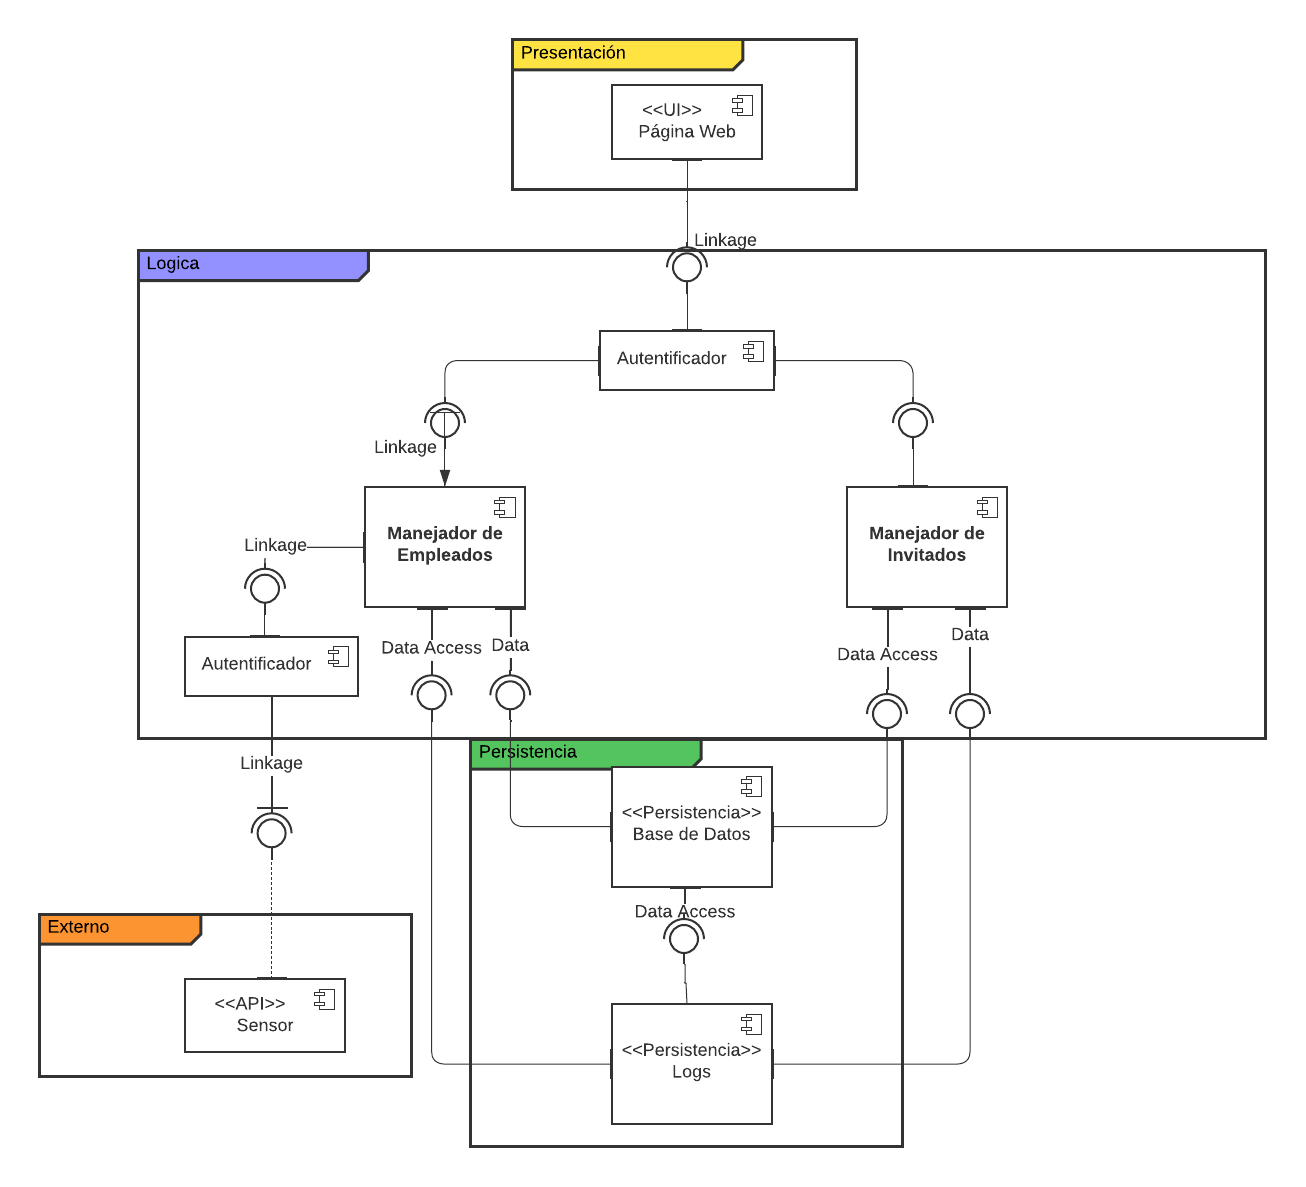 Presentación
<<UI>>
Página Web
Linkage
Logica
Autentificador
Linkage
Manejador de
Empleados
Manejador de
Invitados
Linkage
Autentificador
Data Access
Data
Data Access
Data
Linkage
Persistencia
<<Persistencia>>
Base de Datos
Data Access
Externo
<<API>>
Sensor
<<Persistencia>>
Logs